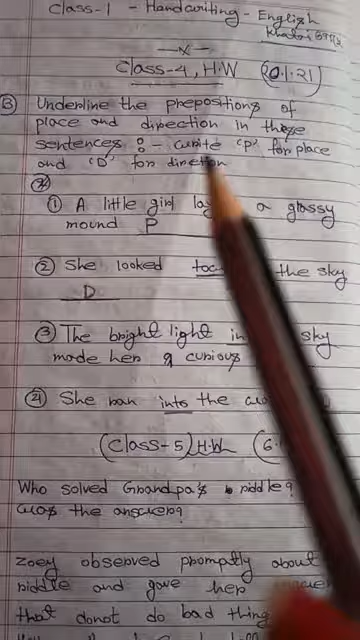 Class-1 - Handwriting - English
Class-4, H.W (20.1.21)
B Underline the prepositions of
place and direction in these
sentences :- write 'P' for place
and 'D' for direction
① A little girl a glassy
mound P
② She looked the sky
D
③ The bright light in sky
made her curious
④ She ran into the
(Class-5) H.W (6.
Who solved Grandpa's riddle?
was the answer?
Zoey observed promptly about
riddle and gave her
that donot do bad thing